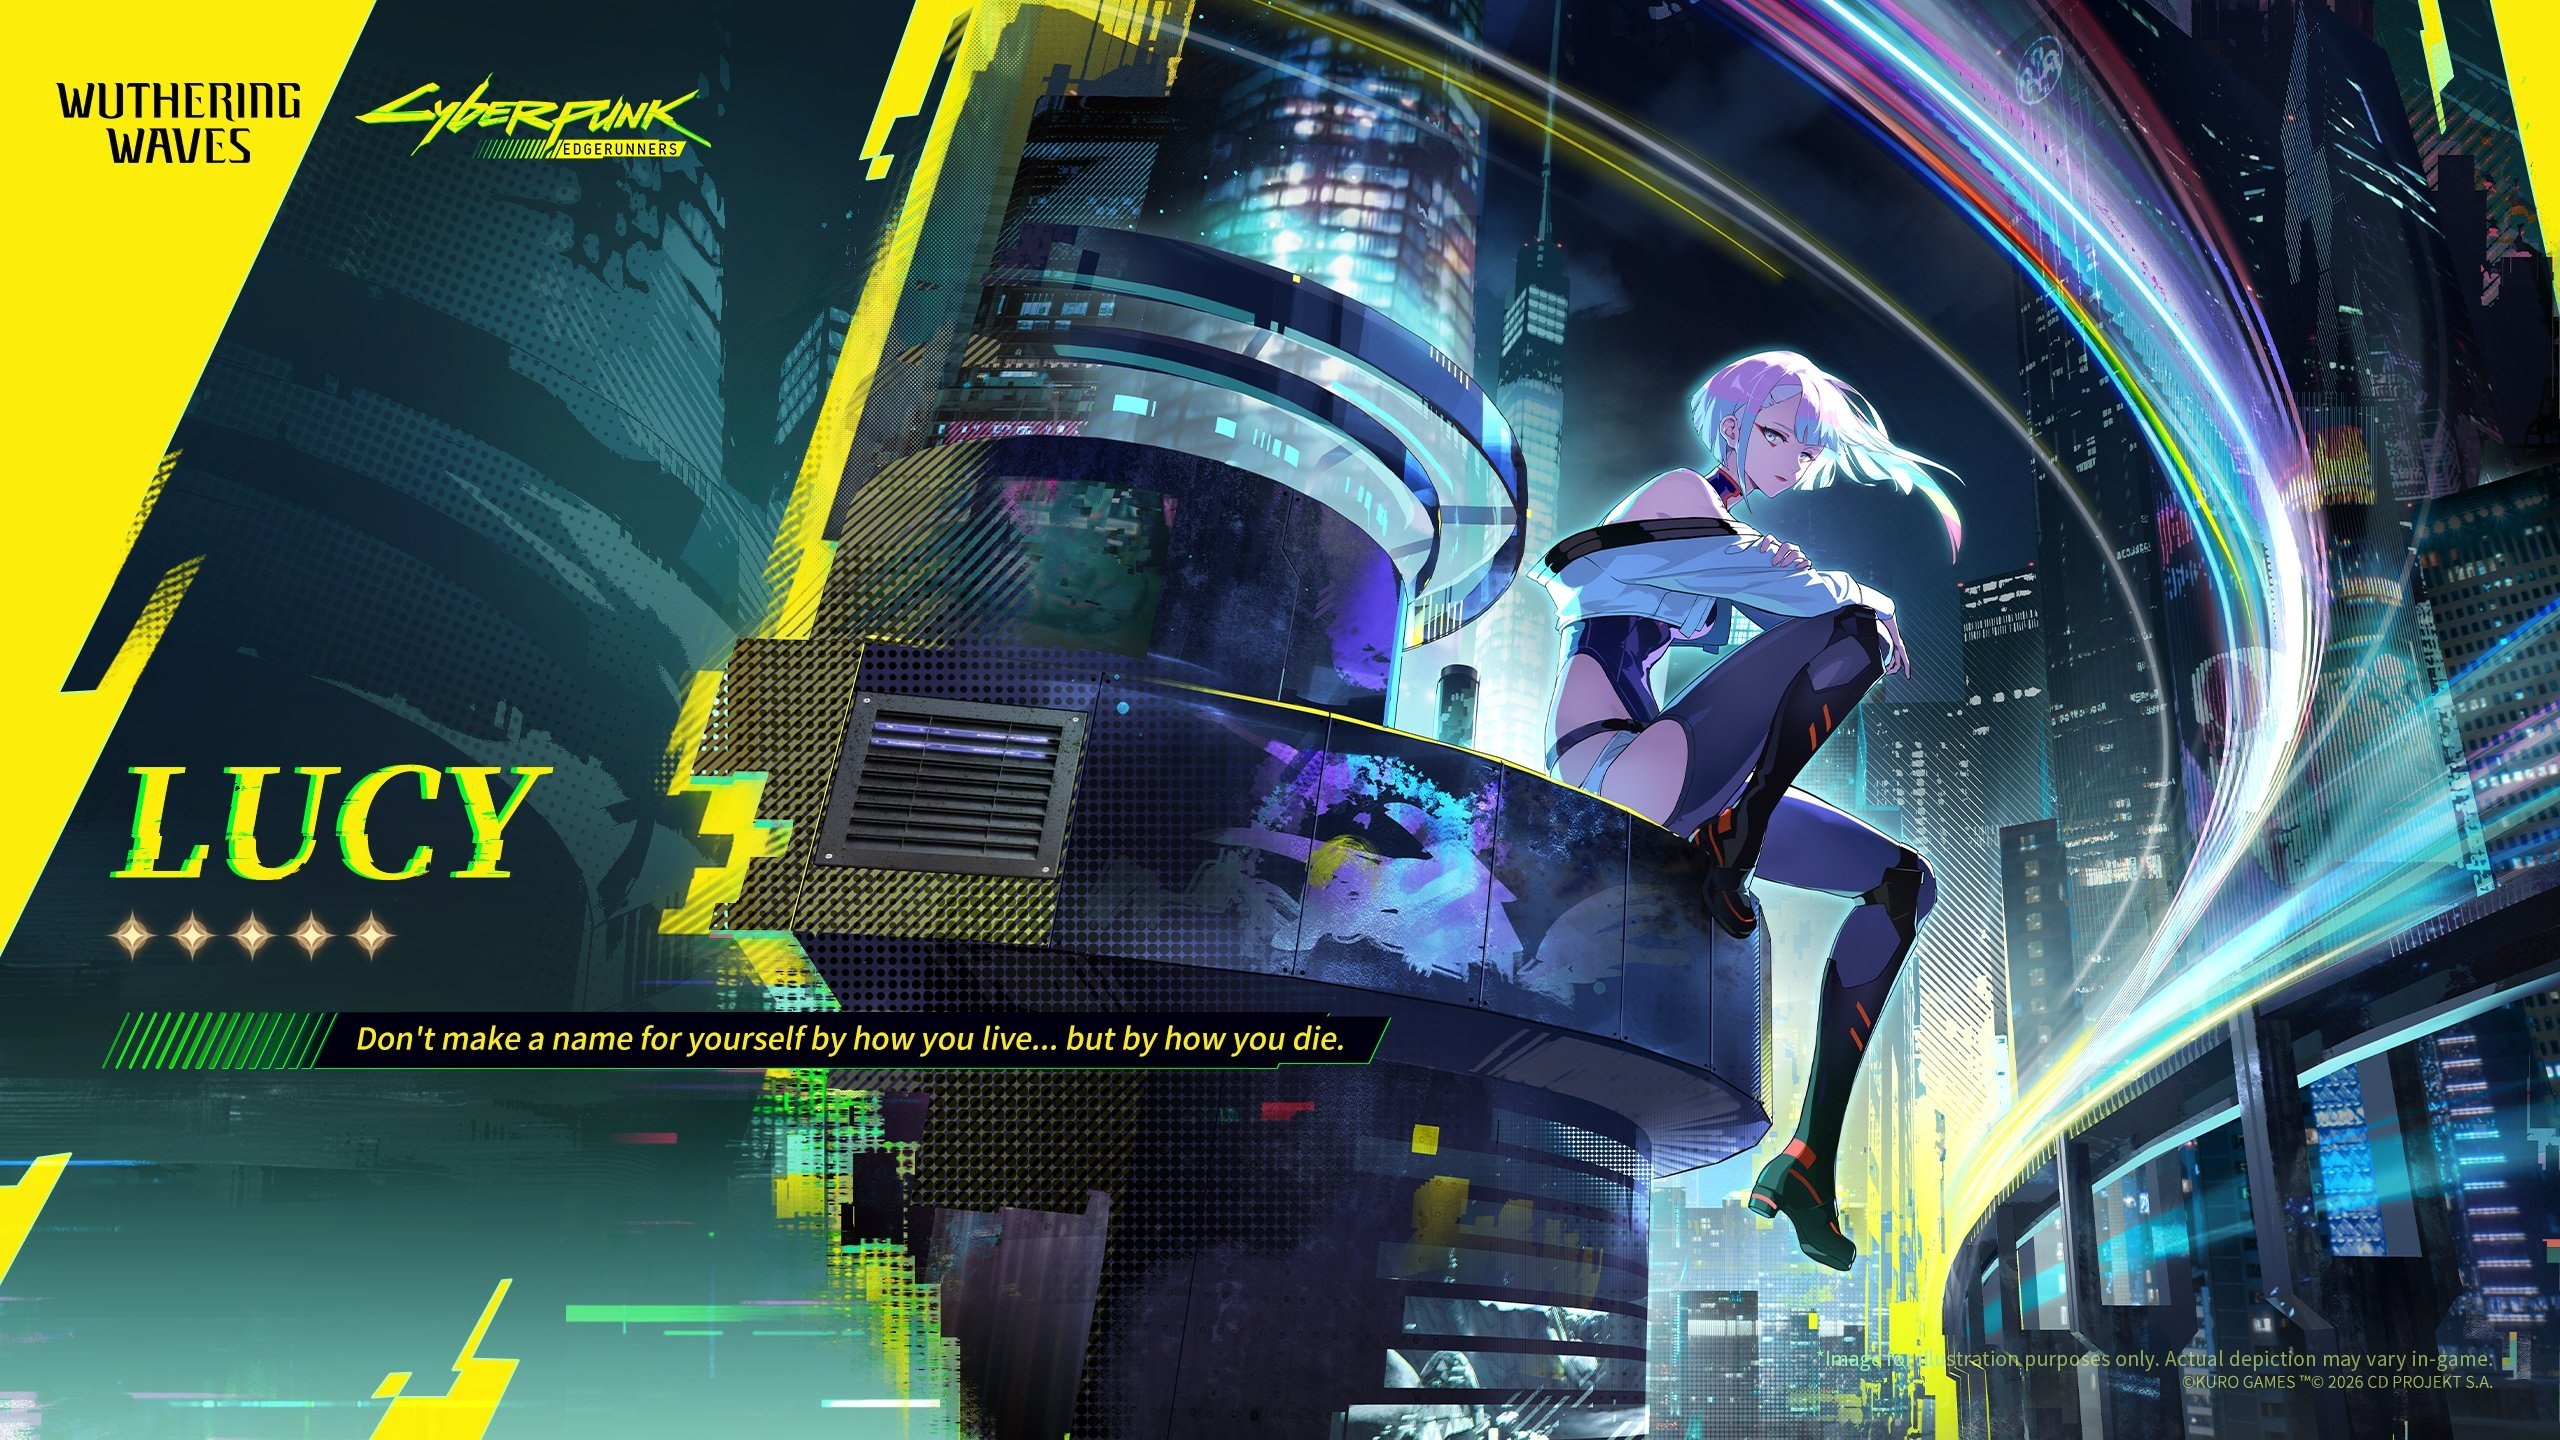 WUTHERING
WAVES
Cyberpunk
EDGERUNNERS
LUCY
Don't make a name for yourself by how you live... but by how you die.
*Image for illustration purposes only. Actual depiction may vary in-game.
©KURO GAMES ™© 2026 CD PROJEKT S.A.